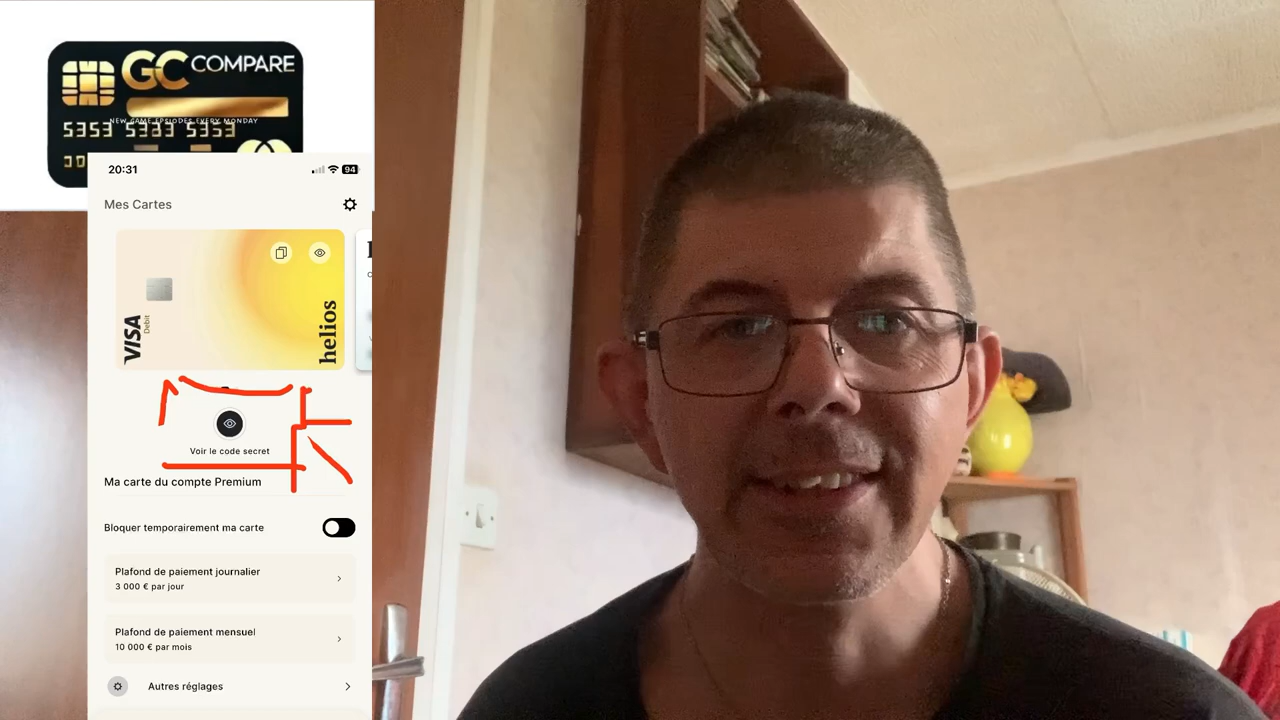 GC COMPARE
NEW GAME EPSIODES EVERY MONDAY
5353 5333 5353
20:31
94
Mes Cartes
VISA
Debit
helios
Voir le code secret
Ma carte du compte Premium
Bloquer temporairement ma carte
Plafond de paiement journalier
3 000 € par jour
Plafond de paiement mensuel
10 000 € par mois
Autres réglages